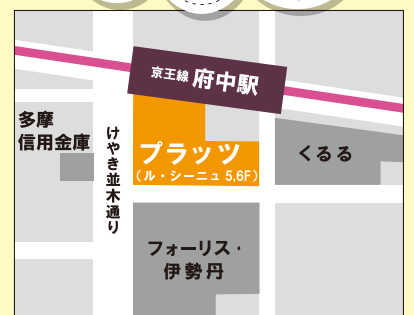 京王線 府中駅
多摩
信用金庫
けやき並木通り
プラッツ
(ル・シーニュ 5,6F)
くるる
フォーリス・
伊勢丹